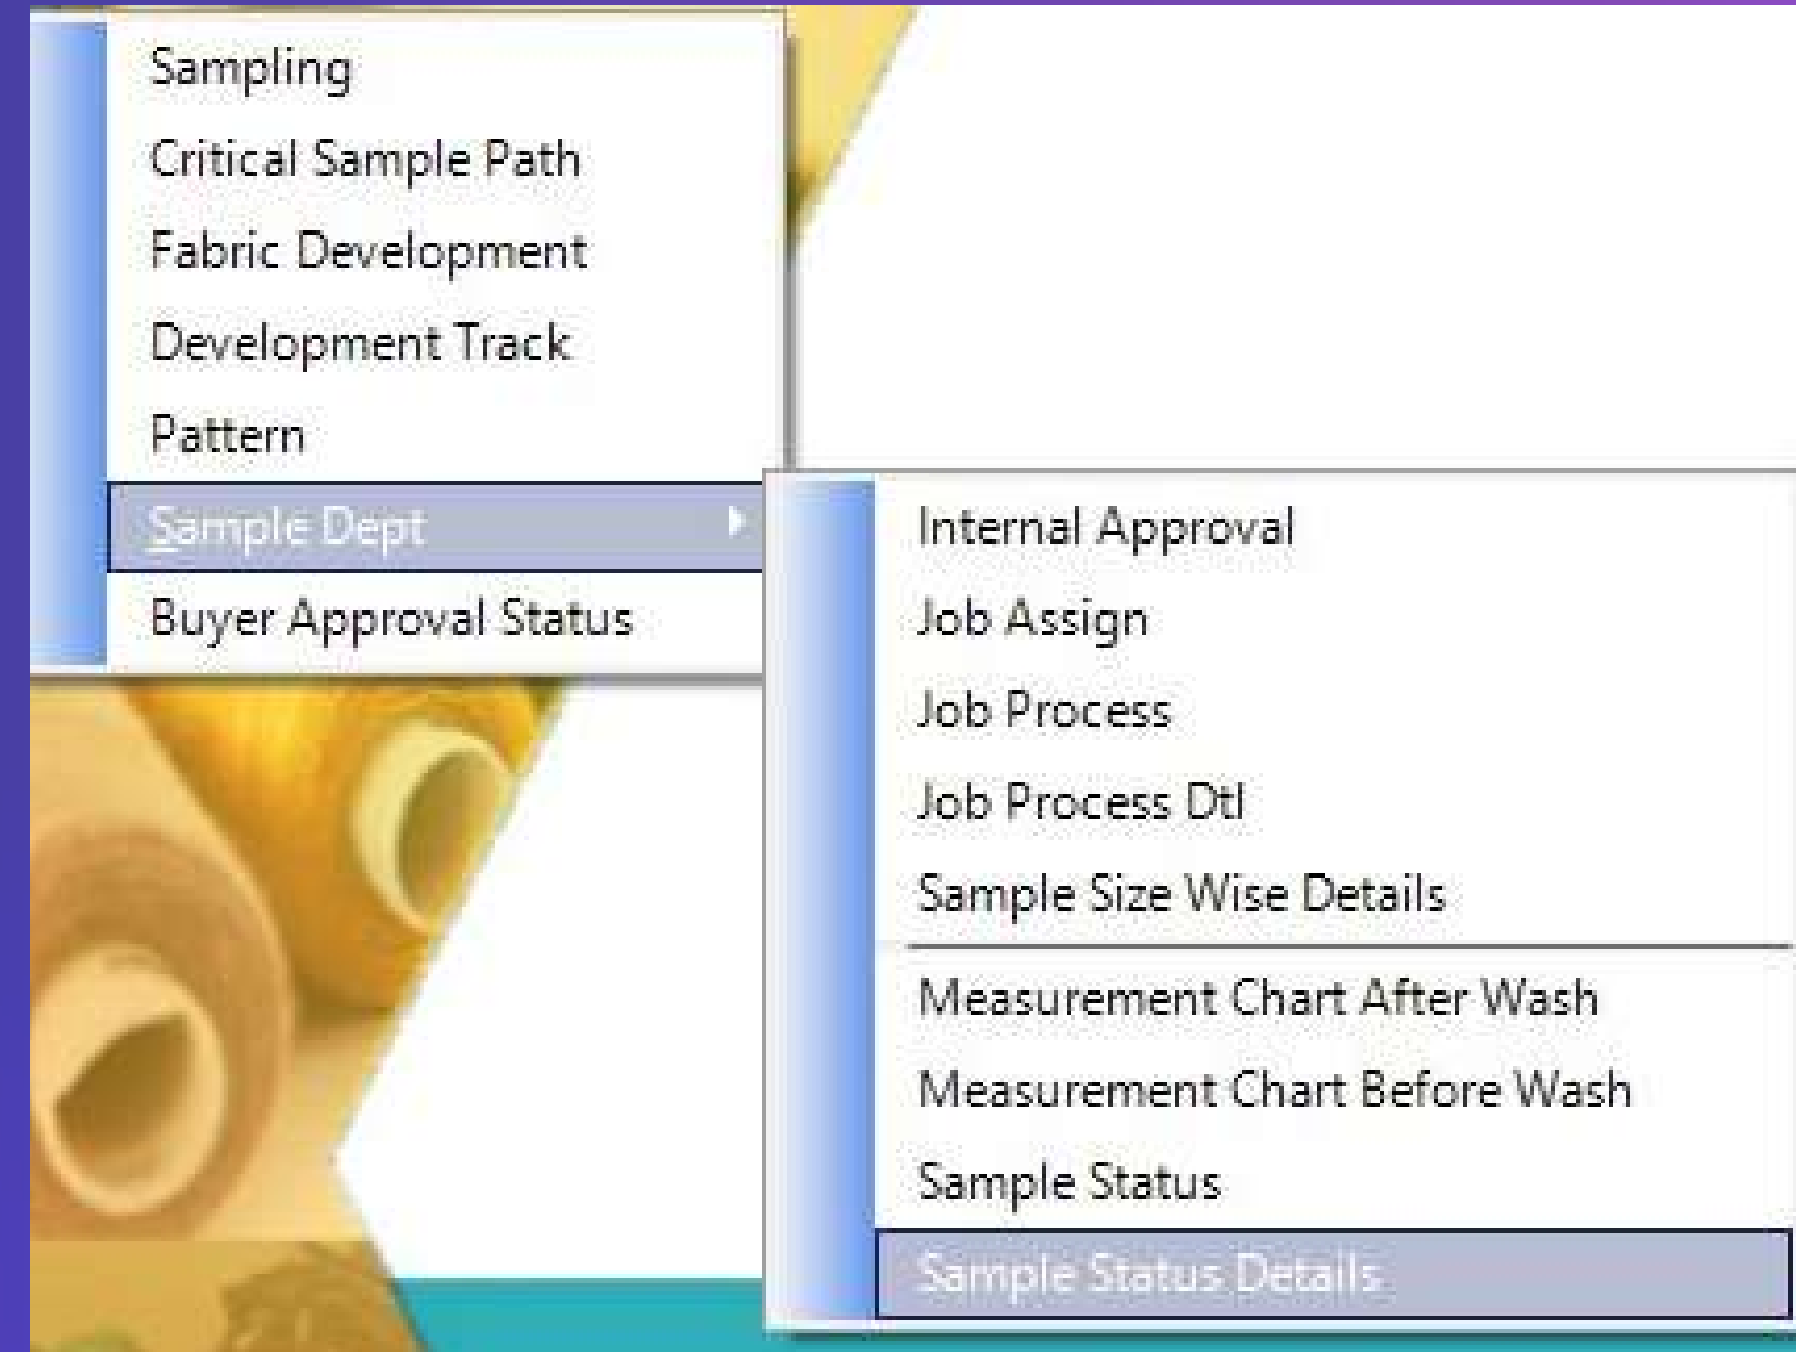 Sampling
Critical Sample Path
Fabric Development
Development Track
Pattern
Sample Dept
Buyer Approval Status
Internal Approval
Job Assign
Job Process
Job Process Dtl
Sample Size Wise Details
Measurement Chart After Wash
Measurement Chart Before Wash
Sample Status
Sample Status Details